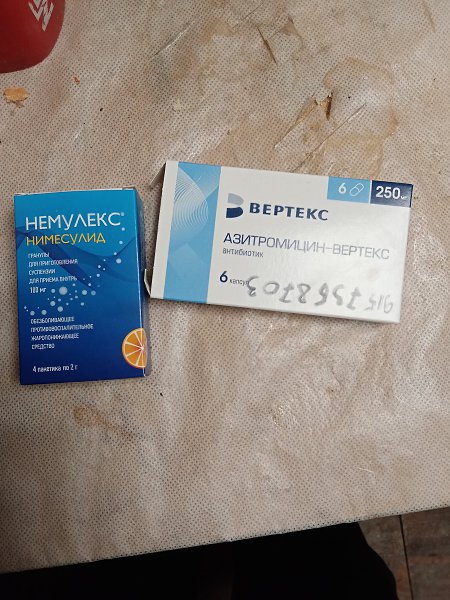 НЕМУЛЕКС®
НИМЕСУЛИД
ГРАНУЛЫ
ДЛЯ ПРИГОТОВЛЕНИЯ
СУСПЕНЗИИ
ДЛЯ ПРИЕМА ВНУТРЬ
100 мг
ОБЕЗБОЛИВАЮЩЕЕ
ПРОТИВОВОСПАЛИТЕЛЬНОЕ
ЖАРОПОНИЖАЮЩЕЕ
СРЕДСТВО
4 пакетика по 2 г
6 250 мг
ВЕРТЕКС
АЗИТРОМИЦИН-ВЕРТЕКС
антибиотик
6 капсул